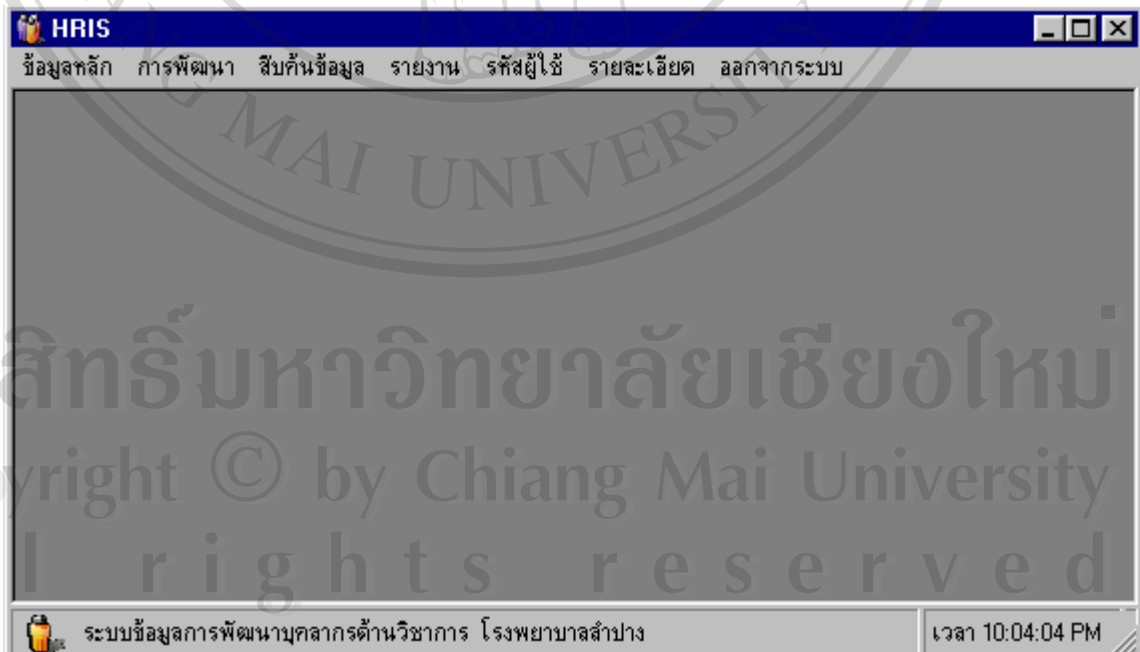 HRIS
ข้อมูลหลัก การพัฒนา สืบค้นข้อมูล รายงาน รหัสผู้ใช้ รายละเอียด ออกจากระบบ
MAI UNIVERSITY
สิทธิ์มหาวิทยาลัยเชียงใหม่
yright © by Chiang Mai University
l rights reserved
ระบบข้อมูลการพัฒนาบุคลากรด้านวิชาการ โรงพยาบาลลำปาง เวลา 10:04:04 PM